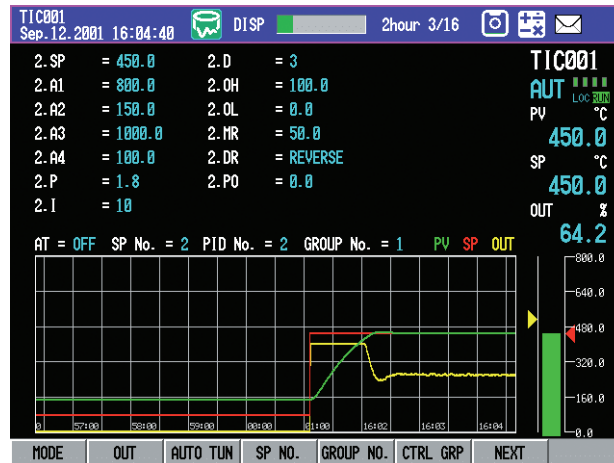 TIC001
Sep.12.2001 16:04:40 DISP 2hour 3/16
2.SP = 450.0 2.D = 3
2.A1 = 800.0 2.OH = 100.0
2.A2 = 150.0 2.OL = 0.0
2.A3 = 1000.0 2.MR = 50.0
2.A4 = 100.0 2.DR = REVERSE
2.P = 1.8 2.PO = 0.0
2.I = 10
TIC001
AUT LOC RUN
PV °C
450.0
SP °C
450.0
OUT %
64.2
AT = OFF SP No. = 2 PID No. = 2 GROUP No. = 1 PV SP OUT
800.0
640.0
480.0
320.0
160.0
0.0
57:00 58:00 59:00 00:00 01:00 16:02 16:03 16:04
MODE OUT AUTO TUN SP NO. GROUP NO. CTRL GRP NEXT